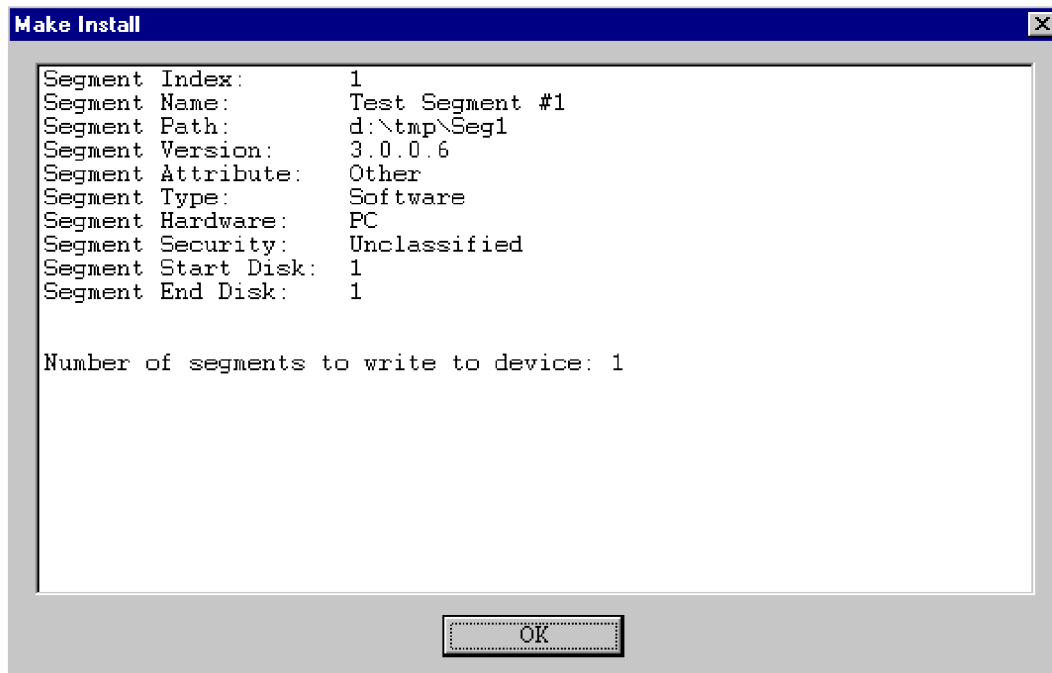 Make Install
Segment Index: 1
Segment Name: Test Segment #1
Segment Path: d:\tmp\Seg1
Segment Version: 3.0.0.6
Segment Attribute: Other
Segment Type: Software
Segment Hardware: PC
Segment Security: Unclassified
Segment Start Disk: 1
Segment End Disk: 1
Number of segments to write to device: 1
OK